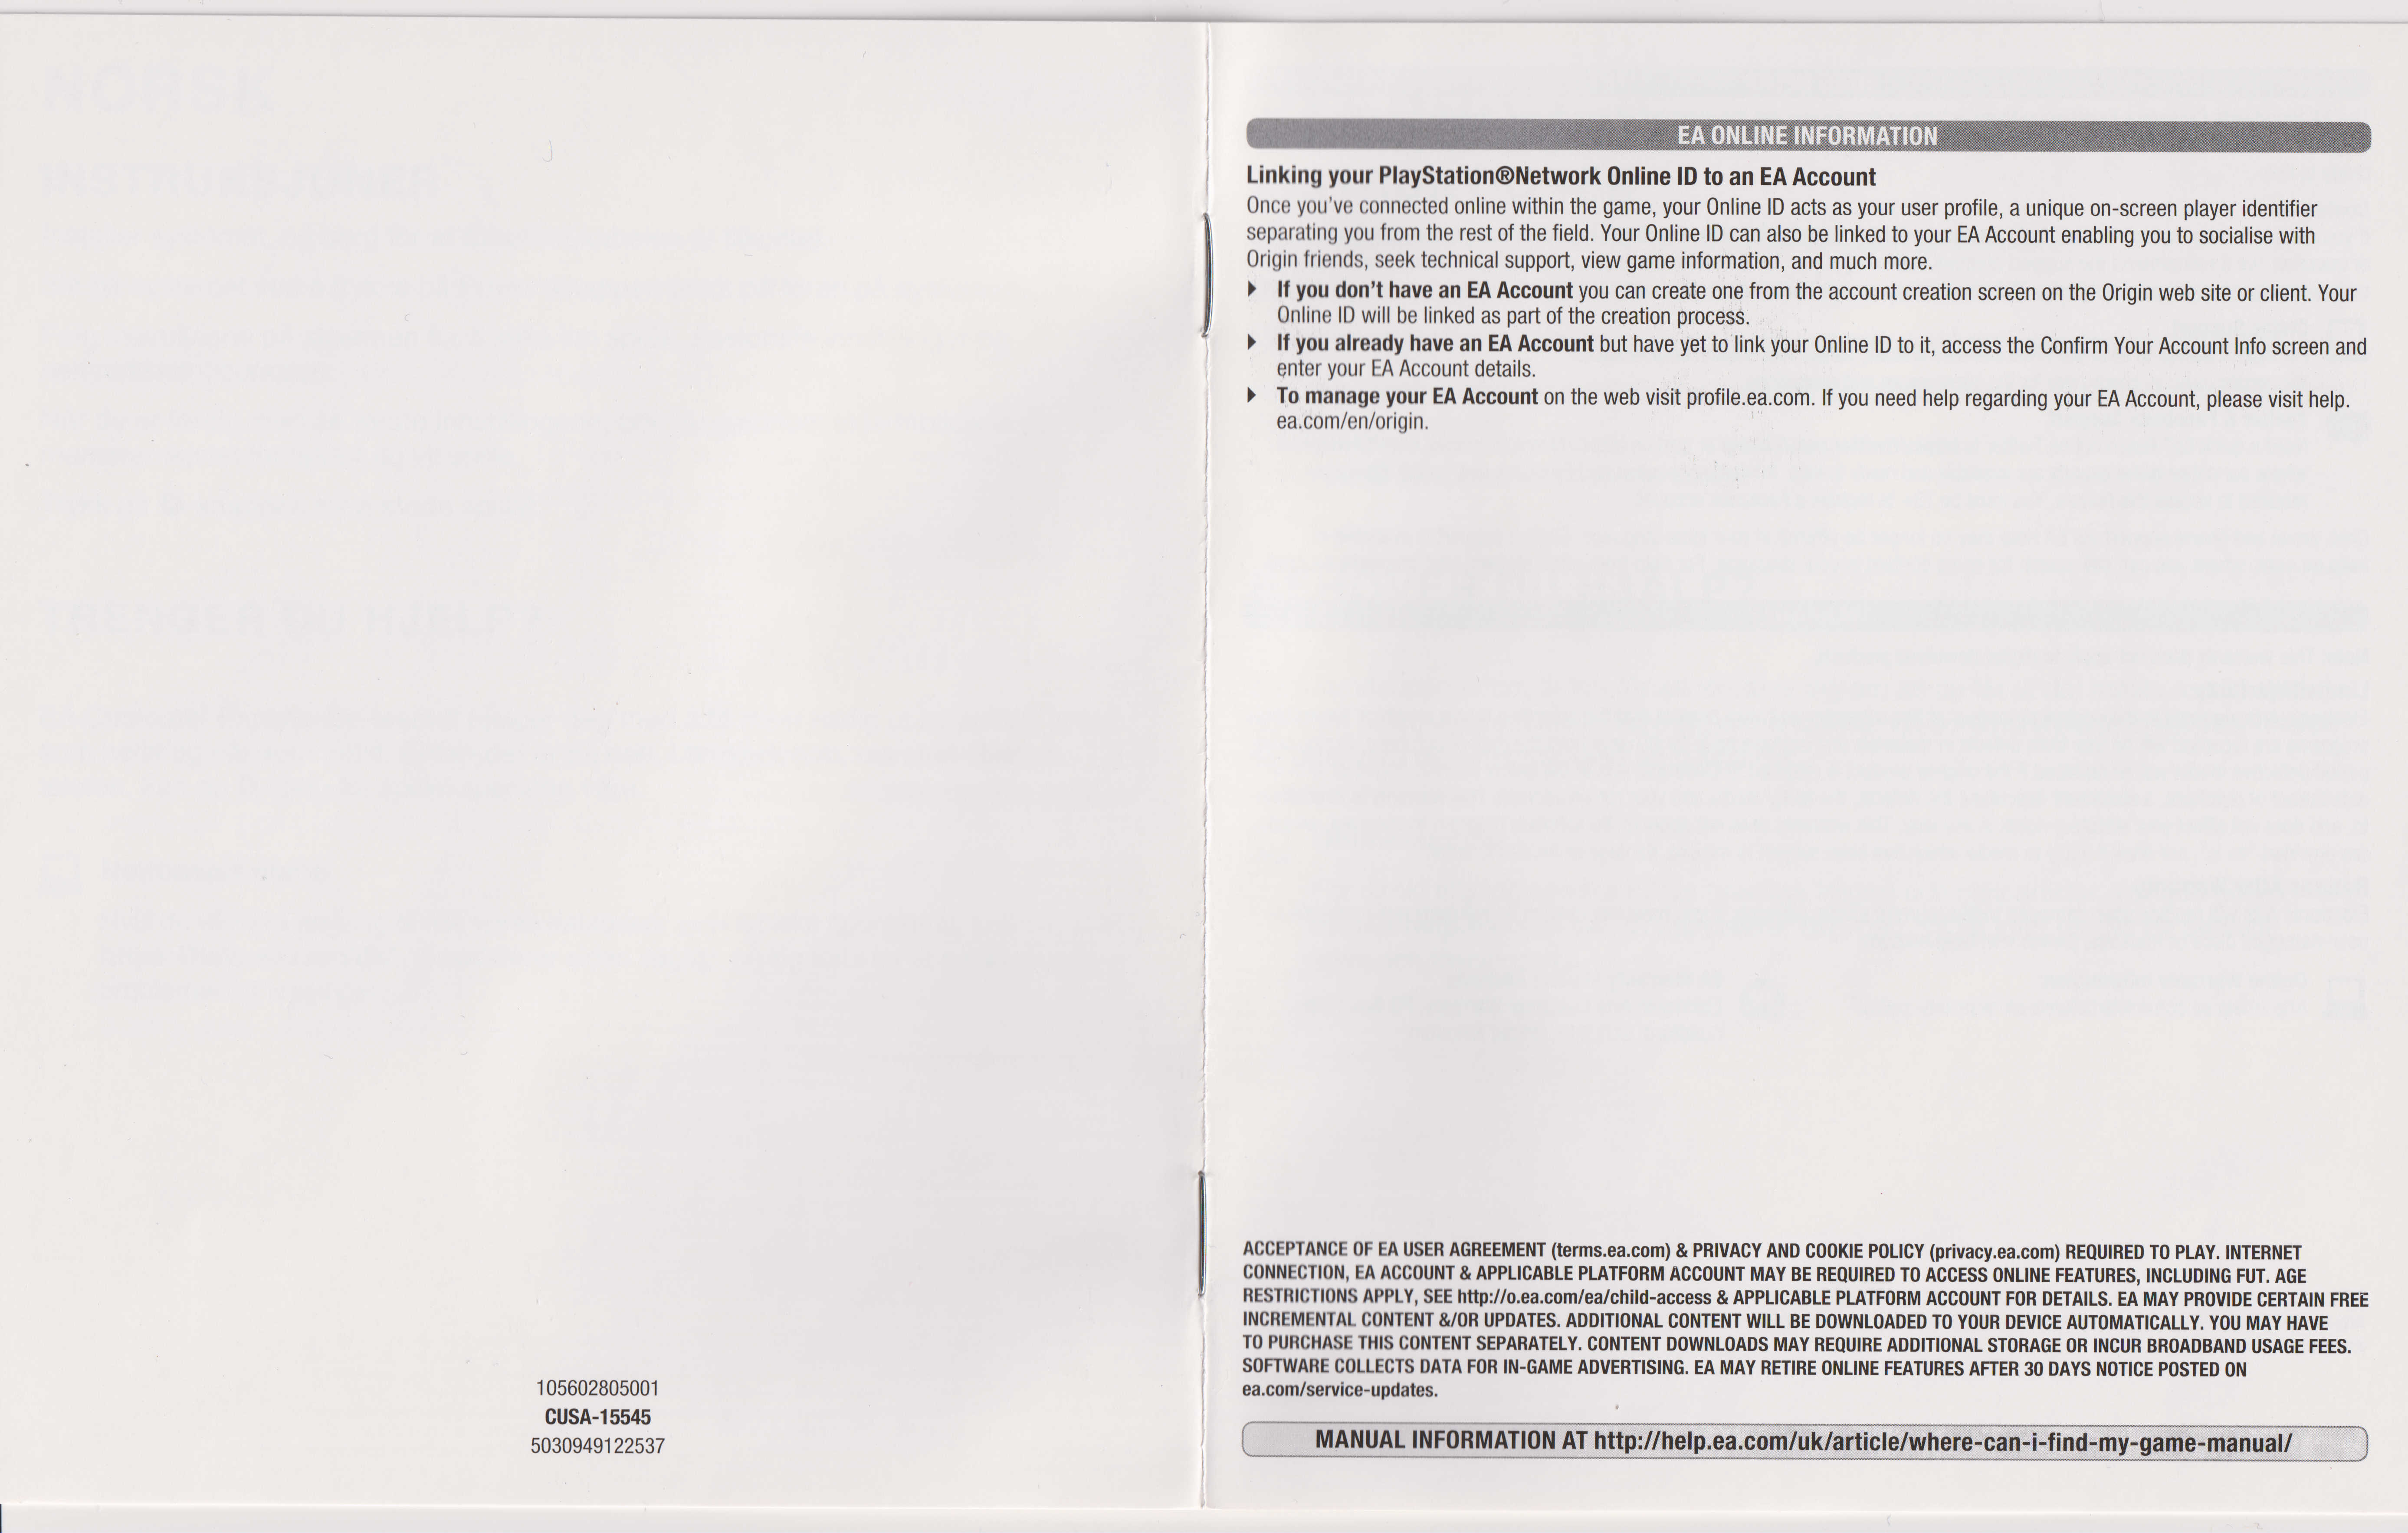 105602805001
CUSA-15545
5030949122537
EA ONLINE INFORMATION
Linking your PlayStation®Network Online ID to an EA Account
Once you've connected online within the game, your Online ID acts as your user profile, a unique on-screen player identifier
separating you from the rest of the field. Your Online ID can also be linked to your EA Account enabling you to socialise with
Origin friends, seek technical support, view game information, and much more.
If you don't have an EA Account you can create one from the account creation screen on the Origin web site or client. Your
Online ID will be linked as part of the creation process.
If you already have an EA Account but have yet to link your Online ID to it, access the Confirm Your Account Info screen and
enter your EA Account details.
To manage your EA Account on the web visit profile.ea.com. If you need help regarding your EA Account, please visit help.
ea.com/en/origin.
ACCEPTANCE OF EA USER AGREEMENT (terms.ea.com) & PRIVACY AND COOKIE POLICY (privacy.ea.com) REQUIRED TO PLAY. INTERNET
CONNECTION, EA ACCOUNT & APPLICABLE PLATFORM ACCOUNT MAY BE REQUIRED TO ACCESS ONLINE FEATURES, INCLUDING FUT. AGE
RESTRICTIONS APPLY, SEE http://o.ea.com/ea/child-access & APPLICABLE PLATFORM ACCOUNT FOR DETAILS. EA MAY PROVIDE CERTAIN FREE
INCREMENTAL CONTENT &/OR UPDATES. ADDITIONAL CONTENT WILL BE DOWNLOADED TO YOUR DEVICE AUTOMATICALLY. YOU MAY HAVE
TO PURCHASE THIS CONTENT SEPARATELY. CONTENT DOWNLOADS MAY REQUIRE ADDITIONAL STORAGE OR INCUR BROADBAND USAGE FEES.
SOFTWARE COLLECTS DATA FOR IN-GAME ADVERTISING. EA MAY RETIRE ONLINE FEATURES AFTER 30 DAYS NOTICE POSTED ON
ea.com/service-updates.
MANUAL INFORMATION AT http://help.ea.com/uk/article/where-can-i-find-my-game-manual/